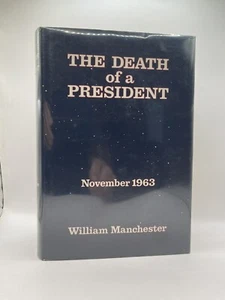 THE DEATH
of a
PRESIDENT
November 1963
William Manchester